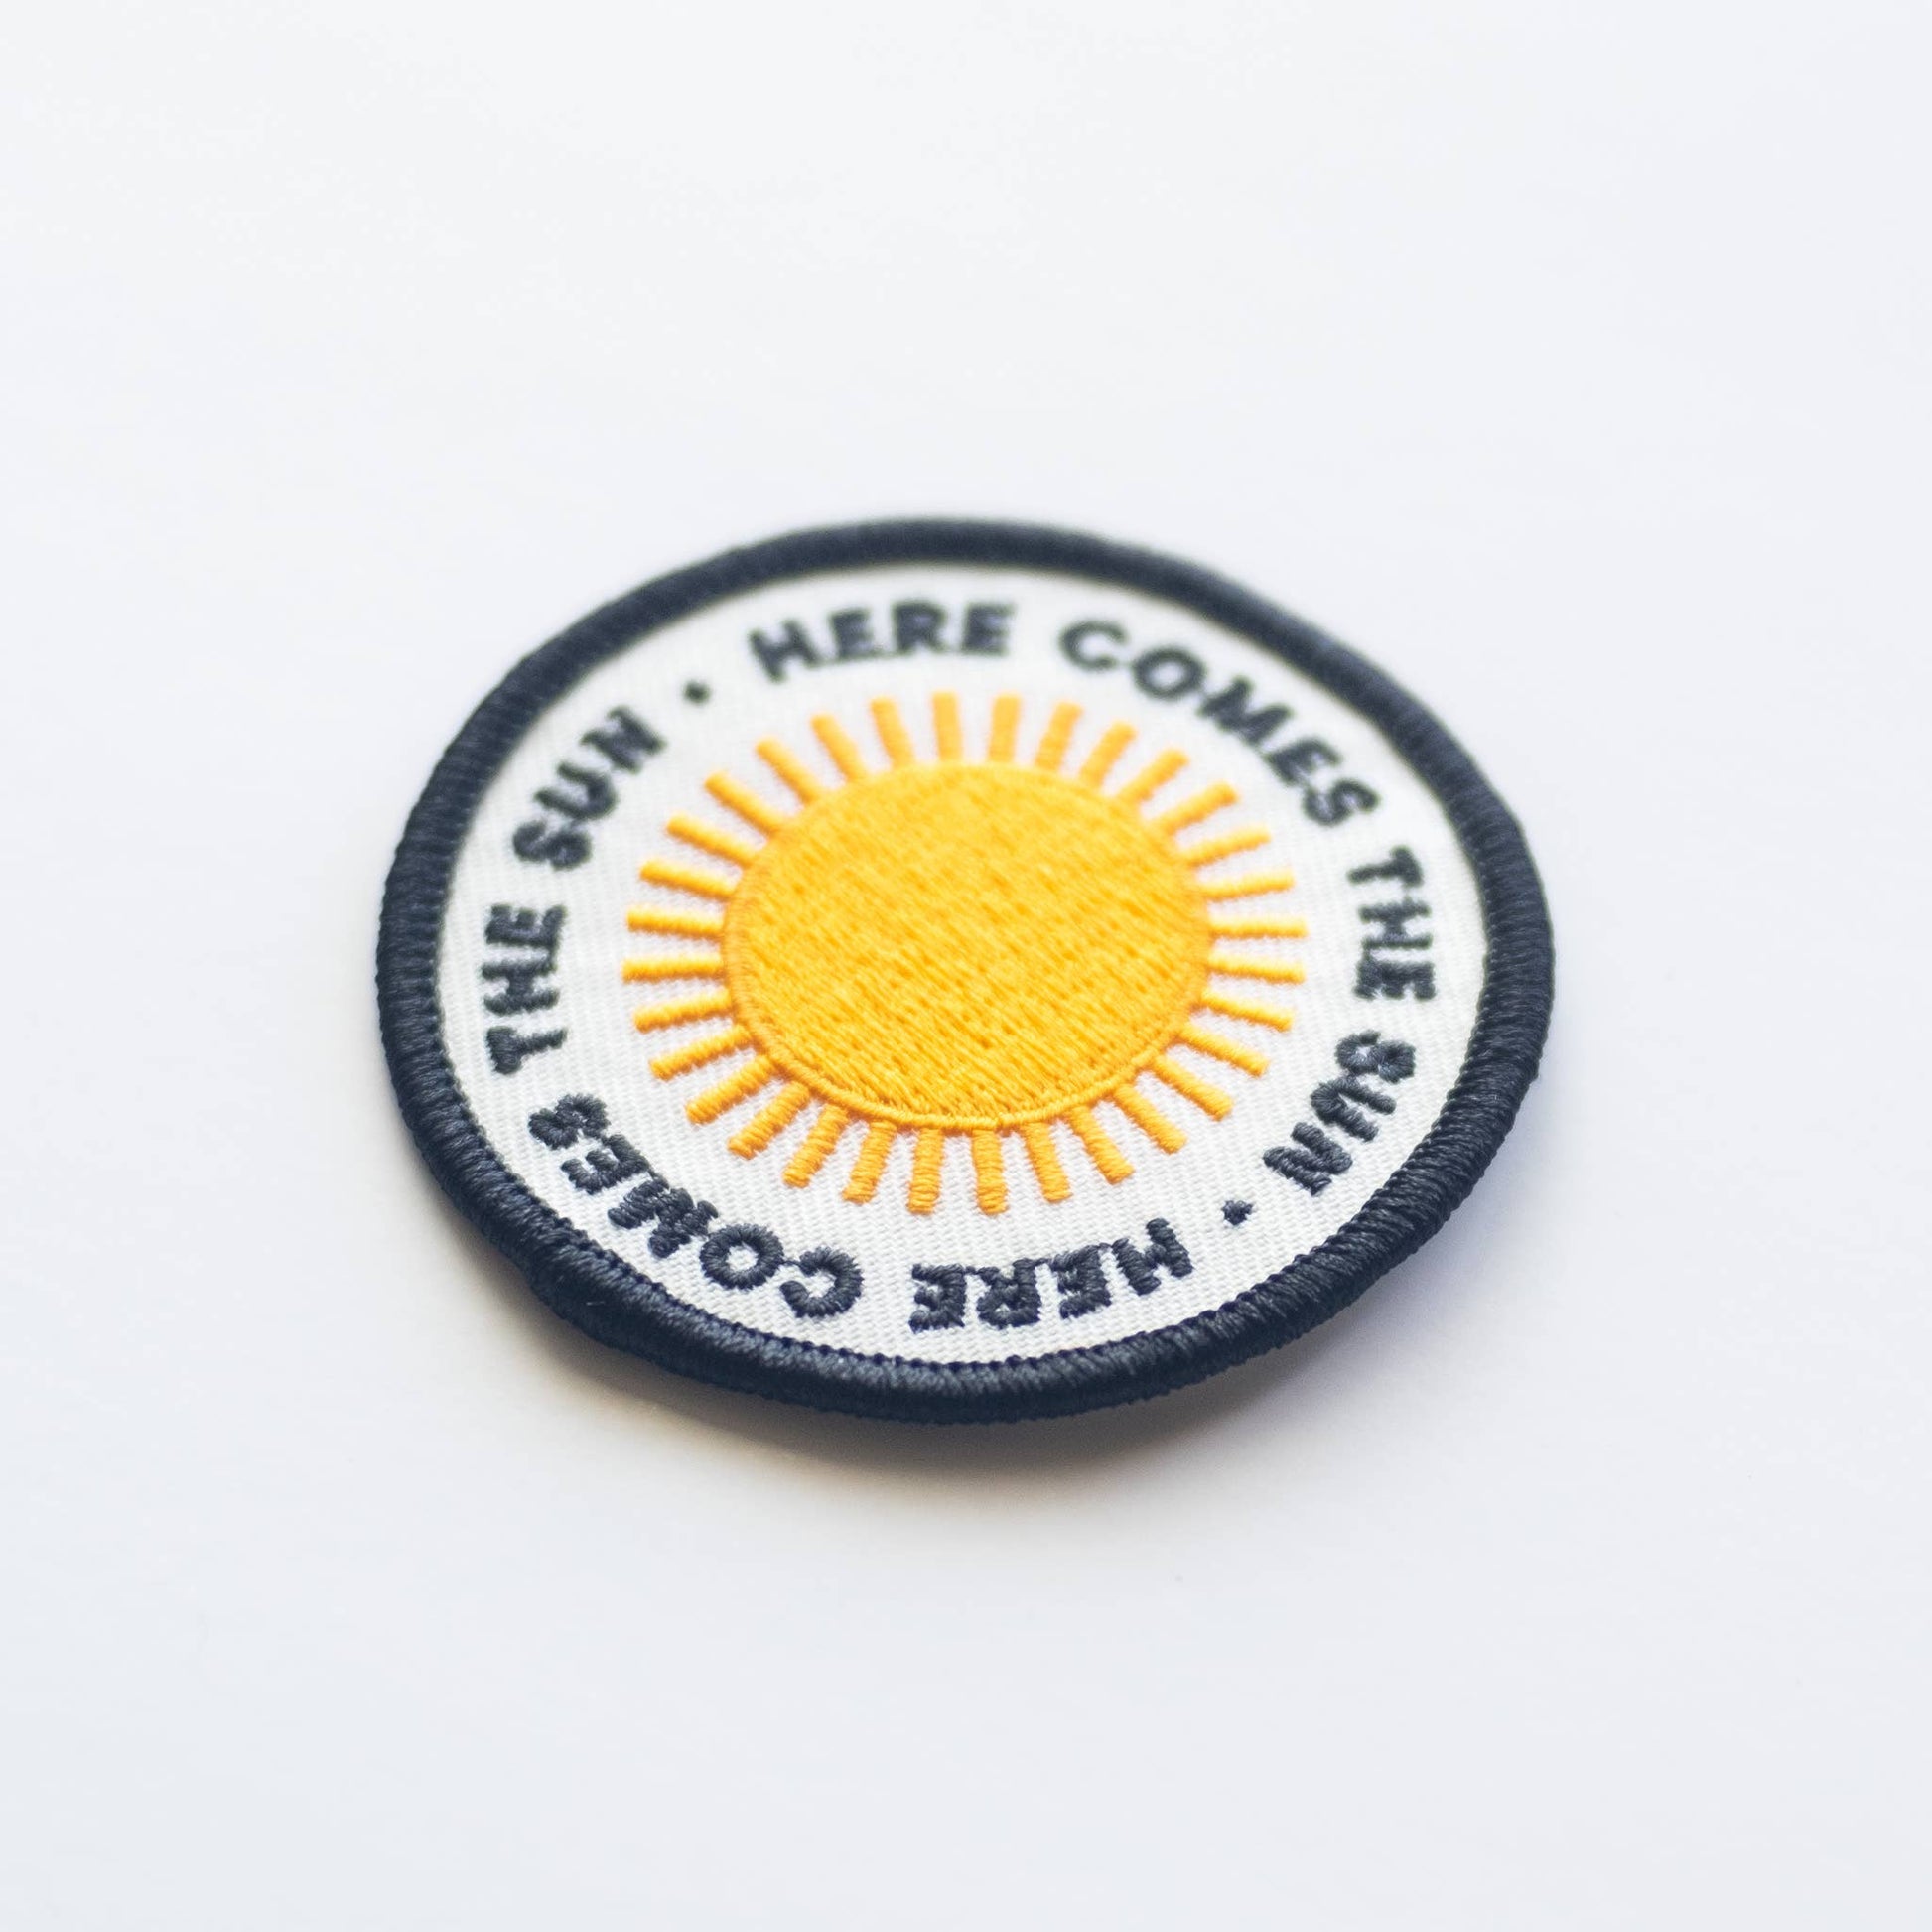 HERE COMES THE SUN • HERE COMES THE SUN •